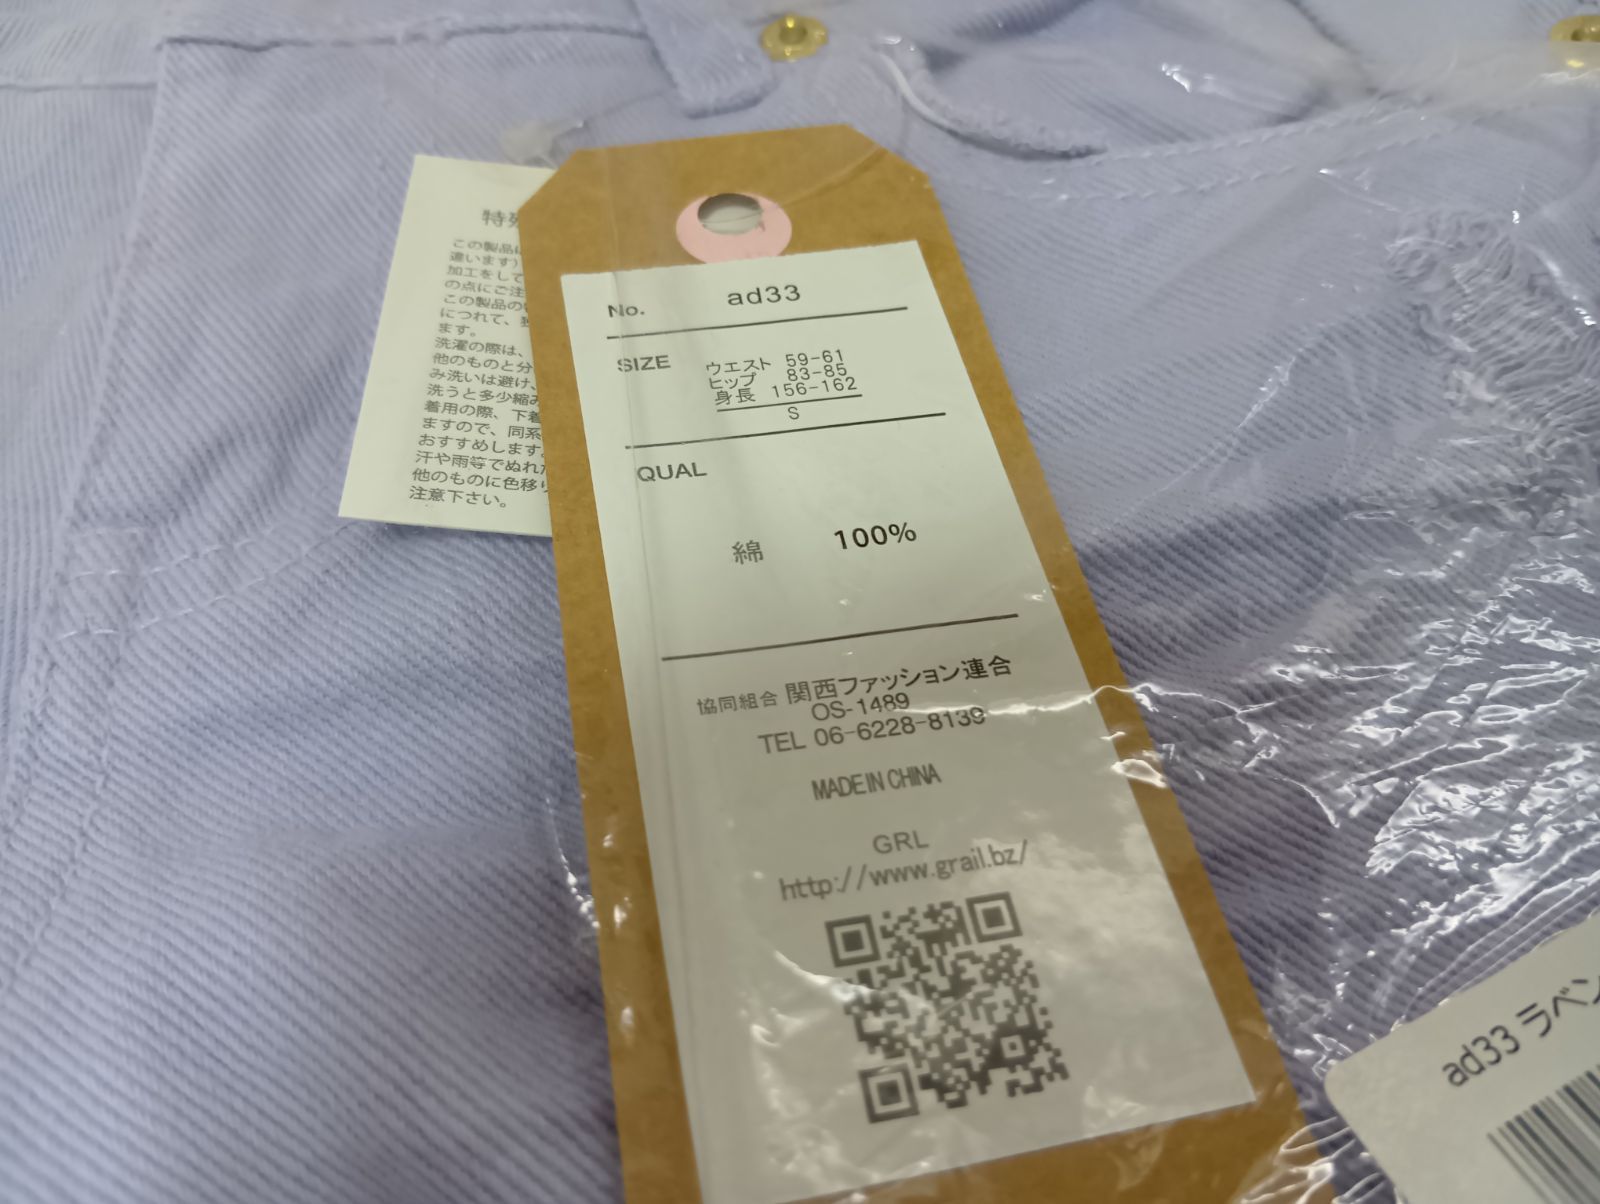 No. ad33
SIZE
ウエスト 59-61
ヒップ 83-85
身長 156-162
S
QUAL
綿 100%
協同組合 関西ファッション連合
OS-1489
TEL 06-6228-8139
MADE IN CHINA
GRL
http://www.grail.bz/
特殊
この製品に
違います)
加工をして
の点にご注
この製品の
につれて、
ます。
洗濯の際は、
他のものと分
み洗いは避け、
洗うと多少縮み
着用の際、下着
ますので、同系
おすすめします。
汗や雨等でぬれた
他のものに色移り
注意下さい。
ad33 ラベン